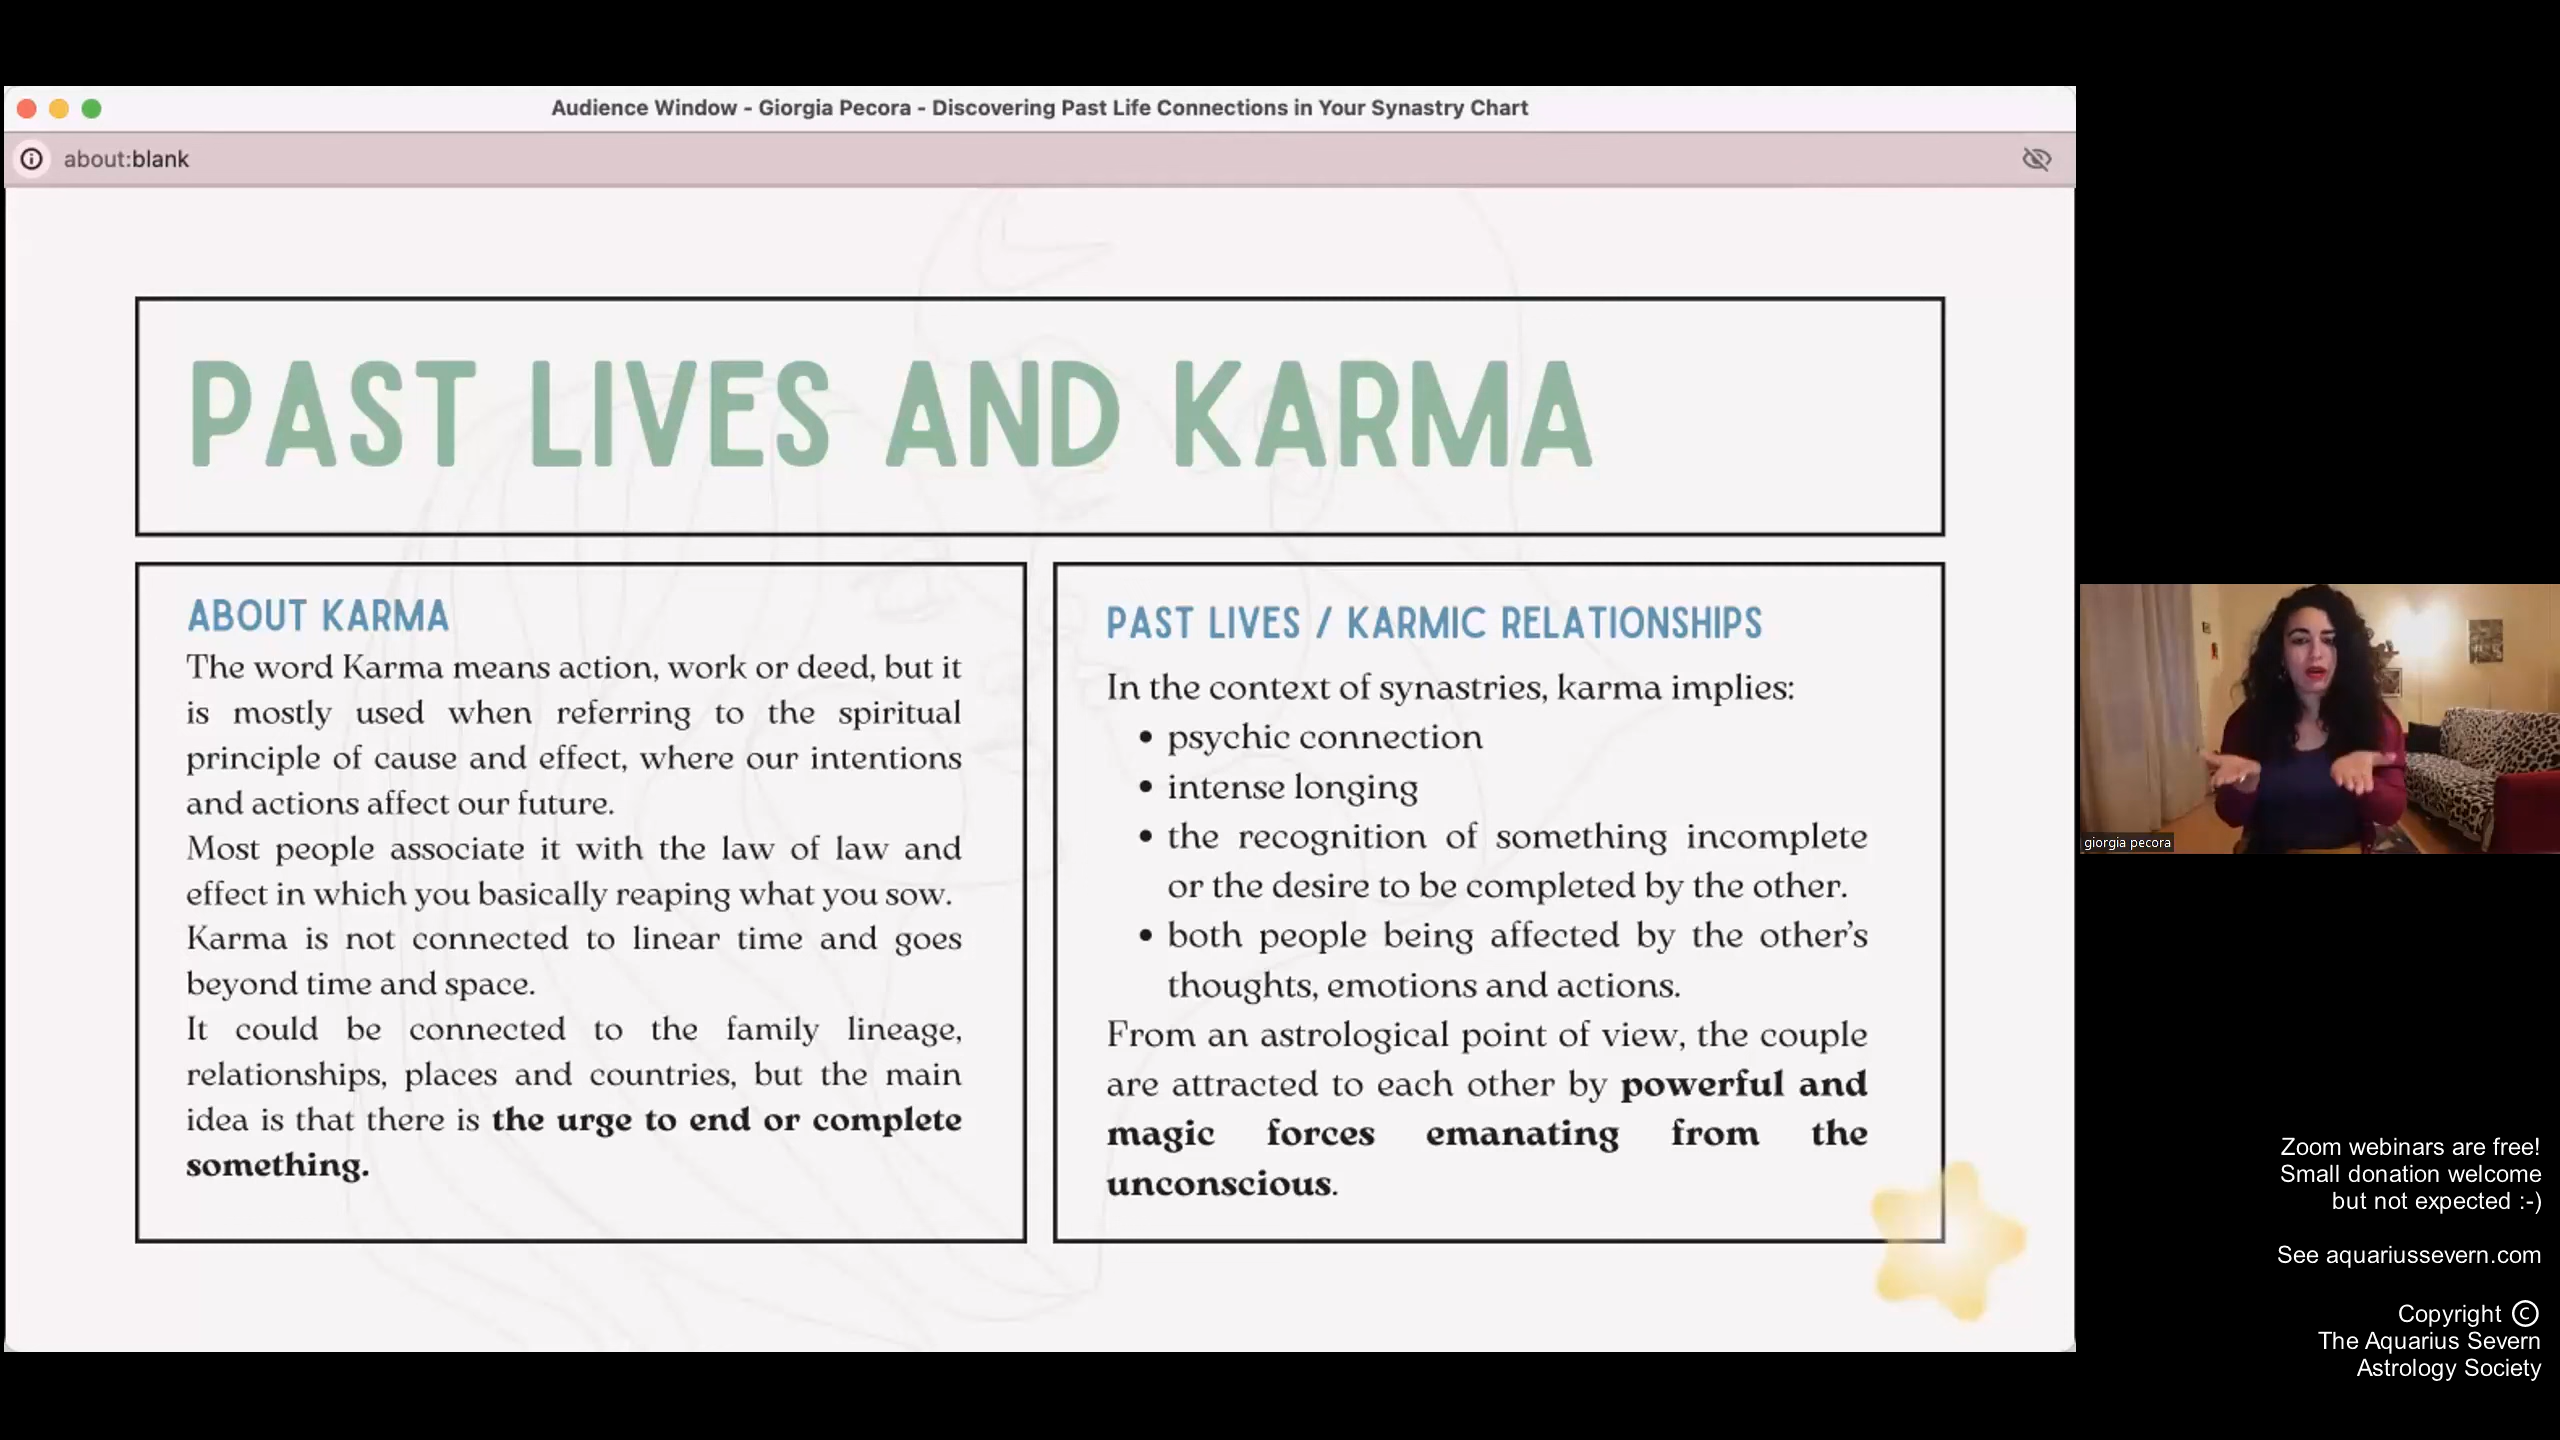 Audience Window - Giorgia Pecora - Discovering Past Life Connections in Your Synastry Chart
about:blank
PAST LIVES AND KARMA
ABOUT KARMA
The word Karma means action, work or deed, but it
is mostly used when referring to the spiritual
principle of cause and effect, where our intentions
and actions affect our future.
Most people associate it with the law of law and
effect in which you basically reaping what you sow.
Karma is not connected to linear time and goes
beyond time and space.
It could be connected to the family lineage,
relationships, places and countries, but the main
idea is that there is the urge to end or complete
something.
PAST LIVES / KARMIC RELATIONSHIPS
In the context of synastries, karma implies:
• psychic connection
• intense longing
• the recognition of something incomplete
or the desire to be completed by the other.
• both people being affected by the other’s
thoughts, emotions and actions.
From an astrological point of view, the couple
are attracted to each other by powerful and
magic forces emanating from the
unconscious.
giorgia pecora
Zoom webinars are free!
Small donation welcome
but not expected :-)
See aquariussevern.com
Copyright ©
The Aquarius Severn
Astrology Society